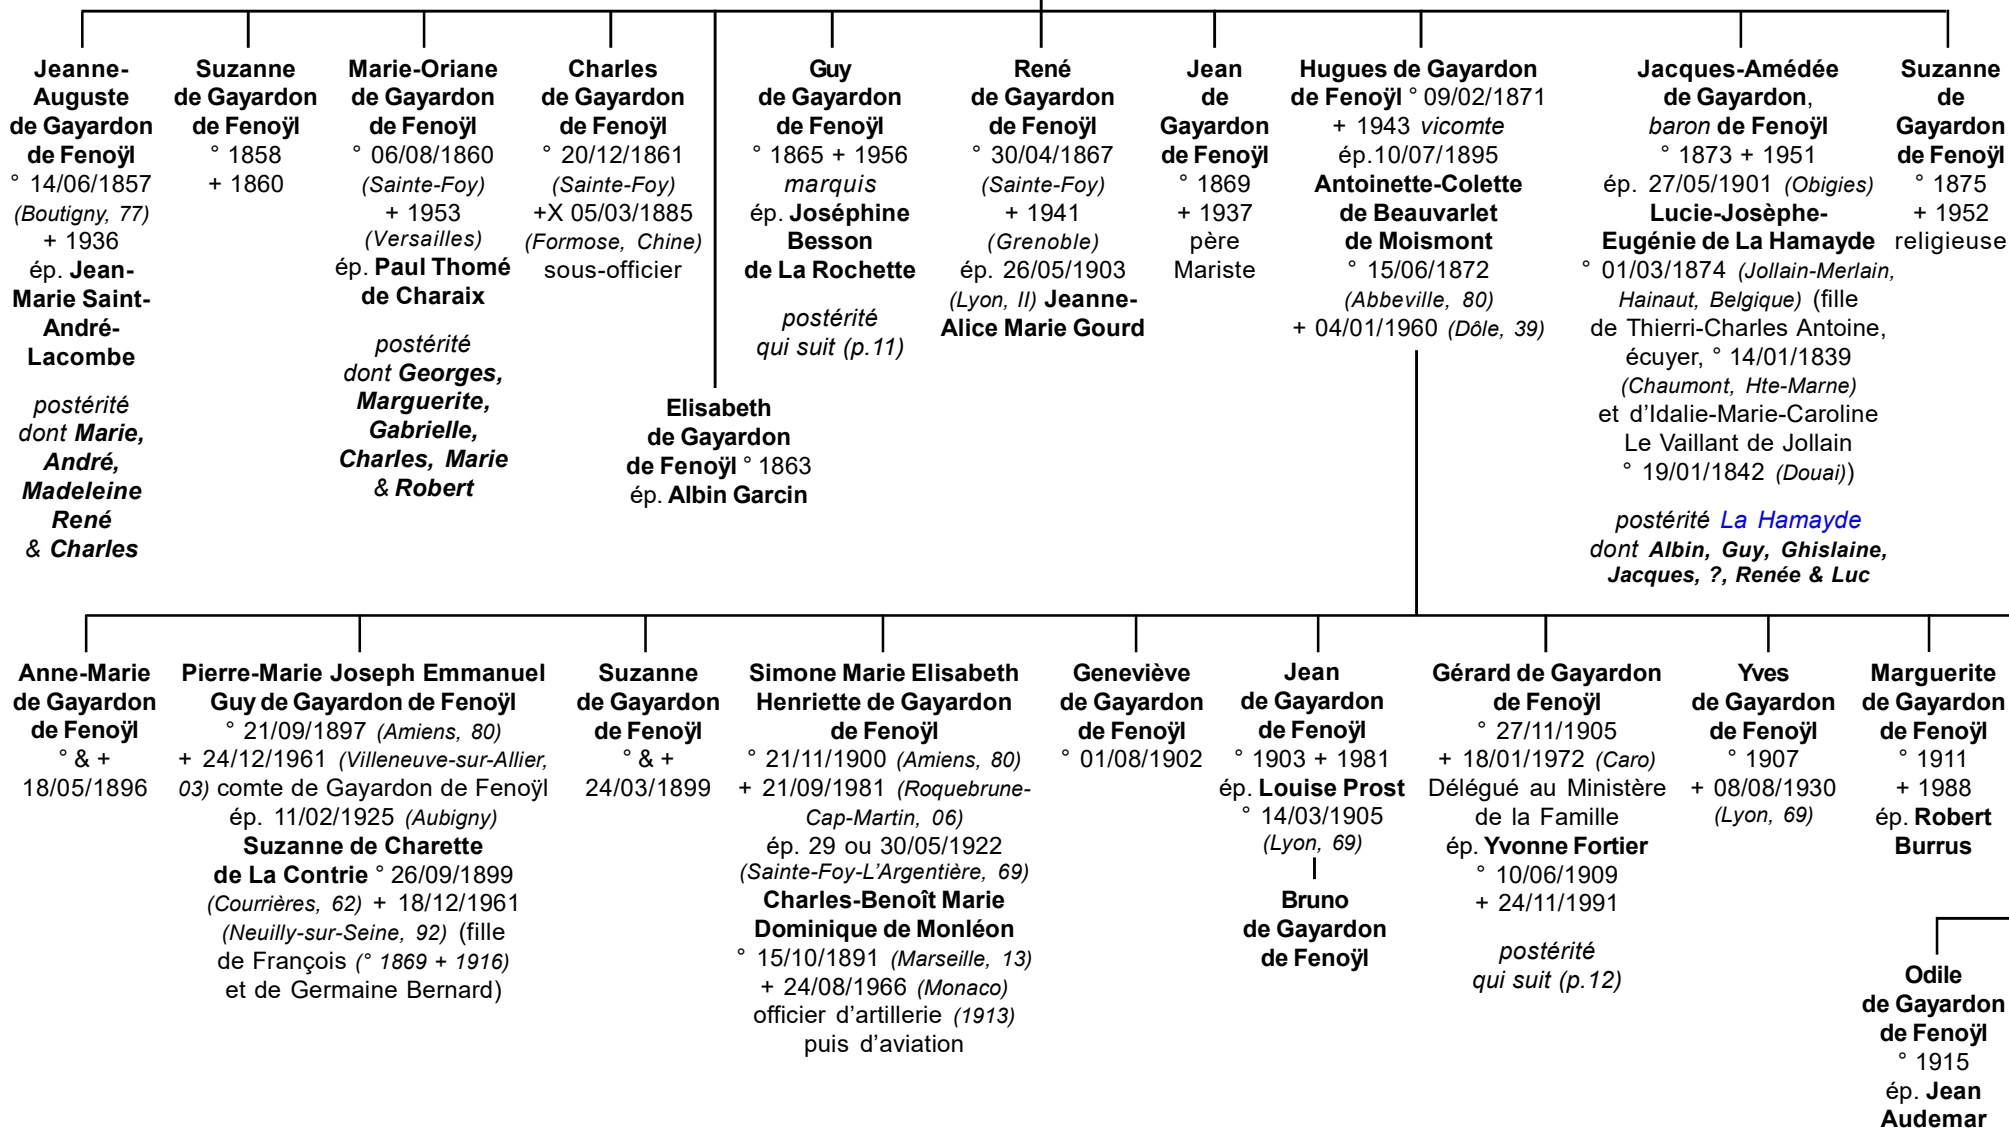 Jeanne-
Auguste
de Gayardon
de Fenoÿl
° 14/06/1857
(Boutigny, 77)
+ 1936
ép. Jean-
Marie Saint-
André-
Lacombe
postérité
dont Marie,
André,
Madeleine
René
& Charles
Suzanne
de Gayardon
de Fenoÿl
° 1858
+ 1860
Marie-Oriane
de Gayardon
de Fenoÿl
° 06/08/1860
(Sainte-Foy)
+ 1953
(Versailles)
ép. Paul Thomé
de Charaix
postérité
dont Georges,
Marguerite,
Gabrielle,
Charles, Marie
& Robert
Charles
de Gayardon
de Fenoÿl
° 20/12/1861
(Sainte-Foy)
+X 05/03/1885
(Formose, Chine)
sous-officier
Elisabeth
de Gayardon
de Fenoÿl ° 1863
ép. Albin Garcin
Guy
de Gayardon
de Fenoÿl
° 1865 + 1956
marquis
ép. Joséphine
Besson
de La Rochette
postérité
qui suit (p.11)
René
de Gayardon
de Fenoÿl
° 30/04/1867
(Sainte-Foy)
+ 1941
(Grenoble)
ép. 26/05/1903
(Lyon, II) Jeanne-
Alice Marie Gourd
Jean
de
Gayardon
de Fenoÿl
° 1869
+ 1937
père
Mariste
Hugues de Gayardon
de Fenoÿl ° 09/02/1871
+ 1943 vicomte
ép.10/07/1895
Antoinette-Colette
de Beauvarlet
de Moismont
° 15/06/1872
(Abbeville, 80)
+ 04/01/1960 (Dôle, 39)
Jacques-Amédée
de Gayardon,
baron de Fenoÿl
° 1873 + 1951
ép. 27/05/1901 (Obigies)
Lucie-Josèphe-
Eugénie de La Hamayde
° 01/03/1874 (Jollain-Merlain,
Hainaut, Belgique) (fille
de Thierri-Charles Antoine,
écuyer, ° 14/01/1839
(Chaumont, Hte-Marne)
et d'Idalie-Marie-Caroline
Le Vaillant de Jollain
° 19/01/1842 (Douai))
postérité La Hamayde
dont Albin, Guy, Ghislaine,
Jacques, ?, Renée & Luc
Suzanne
de
Gayardon
de Fenoÿl
° 1875
+ 1952
religieuse
Anne-Marie
de Gayardon
de Fenoÿl
° & +
18/05/1896
Pierre-Marie Joseph Emmanuel
Guy de Gayardon de Fenoÿl
° 21/09/1897 (Amiens, 80)
+ 24/12/1961 (Villeneuve-sur-Allier,
03) comte de Gayardon de Fenoÿl
ép. 11/02/1925 (Aubigny)
Suzanne de Charette
de La Contrie ° 26/09/1899
(Courrières, 62) + 18/12/1961
(Neuilly-sur-Seine, 92) (fille
de François (° 1869 + 1916)
et de Germaine Bernard)
Suzanne
de Gayardon
de Fenoÿl
° & +
24/03/1899
Simone Marie Elisabeth
Henriette de Gayardon
de Fenoÿl
° 21/11/1900 (Amiens, 80)
+ 21/09/1981 (Roquebrune-
Cap-Martin, 06)
ép. 29 ou 30/05/1922
(Sainte-Foy-L'Argentière, 69)
Charles-Benoît Marie
Dominique de Monléon
° 15/10/1891 (Marseille, 13)
+ 24/08/1966 (Monaco)
officier d'artillerie (1913)
puis d'aviation
Geneviève
de Gayardon
de Fenoÿl
° 01/08/1902
Jean
de Gayardon
de Fenoÿl
° 1903 + 1981
ép. Louise Prost
° 14/03/1905
(Lyon, 69)
Bruno
de Gayardon
de Fenoÿl
Gérard de Gayardon
de Fenoÿl
° 27/11/1905
+ 18/01/1972 (Caro)
Délégué au Ministère
de la Famille
ép. Yvonne Fortier
° 10/06/1909
+ 24/11/1991
postérité
qui suit (p.12)
Yves
de Gayardon
de Fenoÿl
° 1907
+ 08/08/1930
(Lyon, 69)
Marguerite
de Gayardon
de Fenoÿl
° 1911
+ 1988
ép. Robert
Burrus
Odile
de Gayardon
de Fenoÿl
° 1915
ép. Jean
Audemar